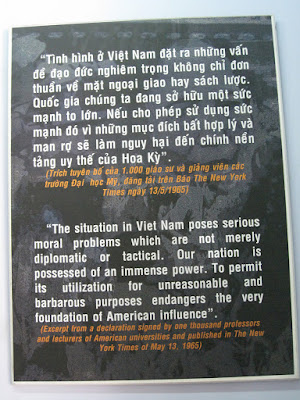 “Tình hình ở Việt Nam đặt ra những vấn
đề đạo đức nghiêm trọng không chỉ đơn
thuần về mặt ngoại giao hay sách lược.
Quốc gia chúng ta đang sở hữu một sức
mạnh to lớn. Nếu cho phép sử dụng sức
mạnh đó vì những mục đích bất hợp lý và
man rợ sẽ làm nguy hại đến chính nền
tảng uy thế của Hoa Kỳ”.
(Trích tuyên bố của 1.000 giáo sư và giảng viên các
trường Đại học Mỹ, đăng tải trên Báo The New York
Times ngày 13/5/1965)
“The situation in Viet Nam poses serious
moral problems which are not merely
diplomatic or tactical. Our nation is
possessed of an immense power. To permit
its utilization for unreasonable and
barbarous purposes endangers the very
foundation of American influence”.
(Excerpt from a declaration signed by one thousand professors
and lecturers of American universities and published in The New
York Times of May 13, 1965)